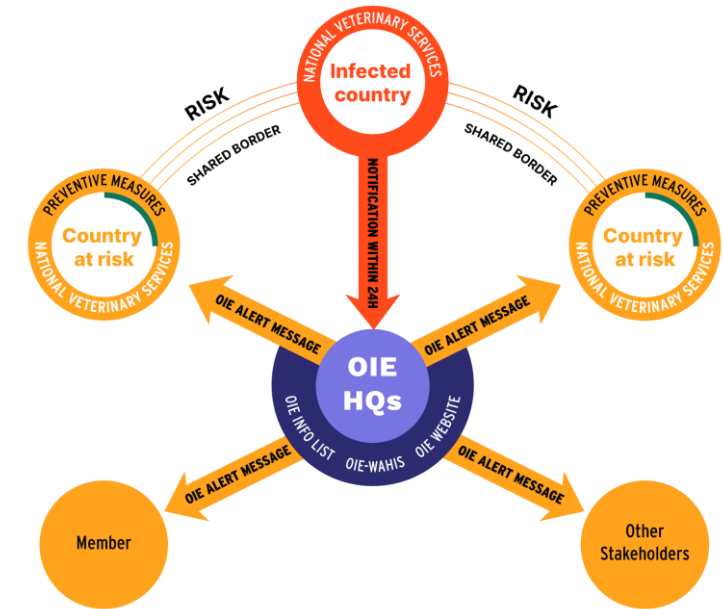 NATIONAL VETERINARY SERVICES
Infected
country
RISK
SHARED BORDER
RISK
SHARED BORDER
PREVENTIVE MEASURES
Country
at risk
NATIONAL VETERINARY SERVICES
NOTIFICATION WITHIN 24H
PREVENTIVE MEASURES
Country
at risk
NATIONAL VETERINARY SERVICES
OIE ALERT MESSAGE
OIE ALERT MESSAGE
OIE
HQs
OIE INFO LIST
OIE-WAHIS
OIE WEBSITE
OIE ALERT MESSAGE
OIE ALERT MESSAGE
Member
Other
Stakeholders